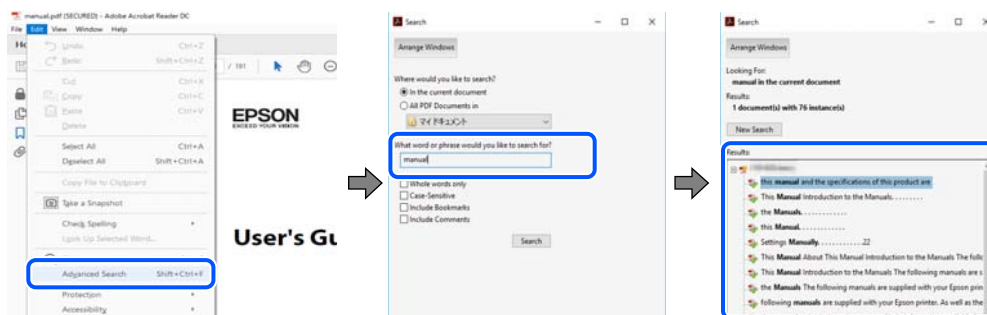 manual.pdf (SECURED) - Adobe Acrobat Reader DC
File Edit View Window Help
Undo Ctrl+Z
Redo Shift+Ctrl+Z
Cut Ctrl+X
Copy Ctrl+C
Paste Ctrl+V
Delete
Select All Ctrl+A
Deselect All Shift+Ctrl+A
Copy File to Clipboard
Take a Snapshot
Check Spelling
Look Up Selected Word...
Advanced Search Shift+Ctrl+F
Protection
Accessibility
/ 191
EPSON
EXCEED YOUR VISION
User's Gu
Search
Arrange Windows
Where would you like to search?
In the current document
All PDF Documents in
マイ ドキュメント
What word or phrase would you like to search for?
manual
Whole words only
Case-Sensitive
Include Bookmarks
Include Comments
Search
Search
Arrange Windows
Looking For:
manual in the current document
Results:
1 document(s) with 76 instance(s)
New Search
Results:
this manual and the specifications of this product are
This Manual Introduction to the Manuals. . . . . . . . .
the Manuals. . . . . . . . . . . . .
this Manual. . . . . . . . . . . . .
Settings Manually. . . . . . . . . . . . .22
This Manual About This Manual Introduction to the Manuals The follo
This Manual Introduction to the Manuals The following manuals are s
the Manuals The following manuals are supplied with your Epson prin
following manuals are supplied with your Epson printer. As well as the